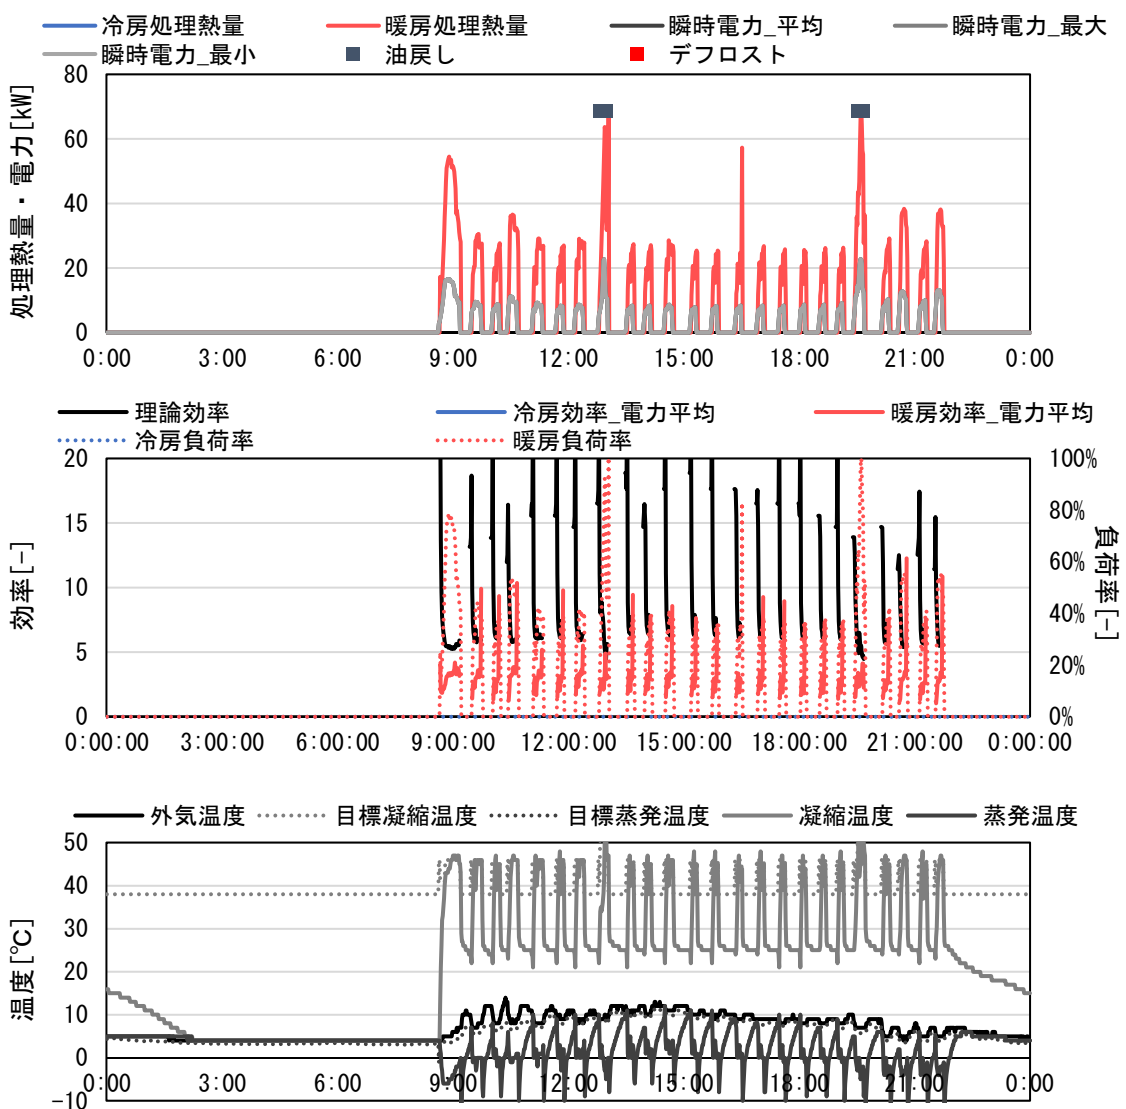 冷房処理熱量 暖房処理熱量 瞬時電力_平均 瞬時電力_最大
瞬時電力_最小 油戻し デフロスト
処理熱量・電力[kW]
80
60
40
20
0
0:00 3:00 6:00 9:00 12:00 15:00 18:00 21:00 0:00
理論効率 冷房効率_電力平均 暖房効率_電力平均
冷房負荷率 暖房負荷率
効率[-]
20
15
10
5
0
100%
80%
60%
40%
20%
0%
負荷率[-]
0:00:00 3:00:00 6:00:00 9:00:00 12:00:00 15:00:00 18:00:00 21:00:00 0:00:00
外気温度 目標凝縮温度 目標蒸発温度 凝縮温度 蒸発温度
温度[℃]
50
40
30
20
10
0
-10
0:00 3:00 6:00 9:00 12:00 15:00 18:00 21:00 0:00